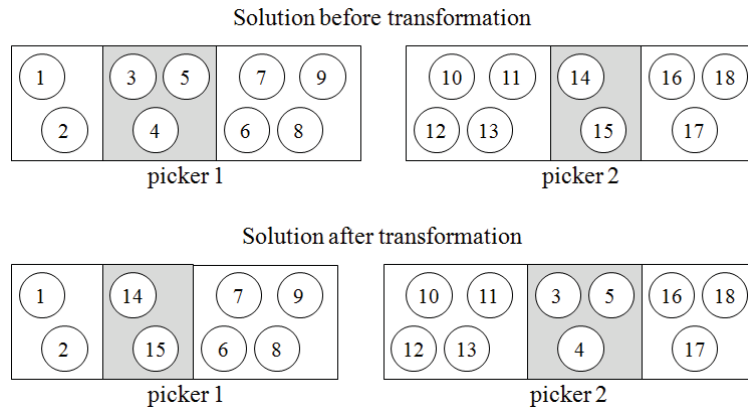 Solution before transformation
1 3 5 7 9 10 11 14 16 18
2 4 6 8 12 13 15 17
picker 1 picker 2
Solution after transformation
1 14 7 9 10 11 3 5 16 18
2 15 6 8 12 13 4 17
picker 1 picker 2